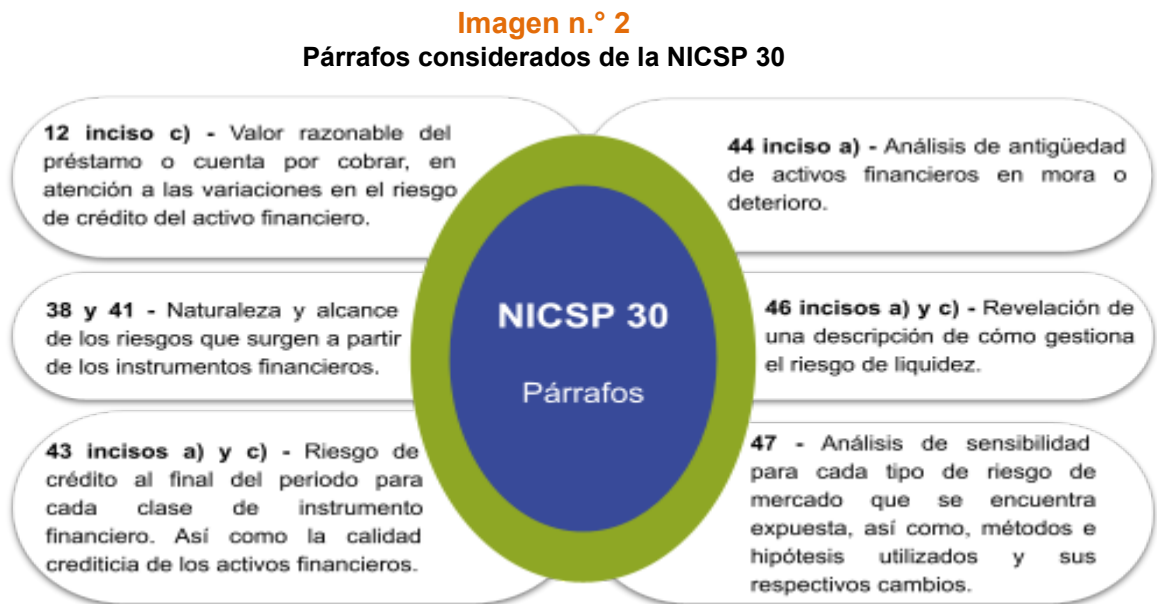 Imagen n.° 2
Párrafos considerados de la NICSP 30
12 inciso c) - Valor razonable del
préstamo o cuenta por cobrar, en
atención a las variaciones en el riesgo
de crédito del activo financiero.
38 y 41 - Naturaleza y alcance
de los riesgos que surgen a partir
de los instrumentos financieros.
43 incisos a) y c) - Riesgo de
crédito al final del periodo para
cada clase de instrumento
financiero. Así como la calidad
crediticia de los activos financieros.
NICSP 30
Párrafos
44 inciso a) - Análisis de antigüedad
de activos financieros en mora o
deterioro.
46 incisos a) y c) - Revelación de
una descripción de cómo gestiona
el riesgo de liquidez.
47 - Análisis de sensibilidad
para cada tipo de riesgo de
mercado que se encuentra
expuesta, así como, métodos e
hipótesis utilizados y sus
respectivos cambios.